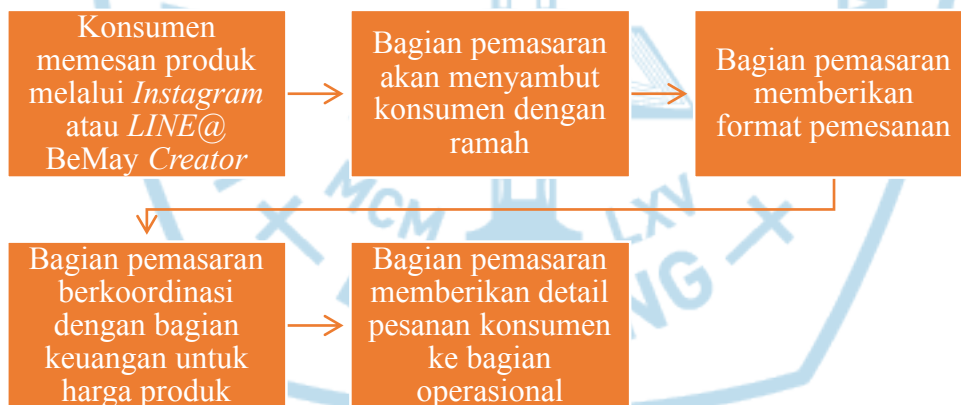 Konsumen
memesan produk
melalui Instagram
atau LINE@
BeMay Creator
Bagian pemasaran
akan menyambut
konsumen dengan
ramah
Bagian pemasaran
memberikan
format pemesanan
MCM LXV
Bagian pemasaran
berkoordinasi
dengan bagian
keuangan untuk
harga produk
Bagian pemasaran
memberikan detail
pesanan konsumen
ke bagian
operasional